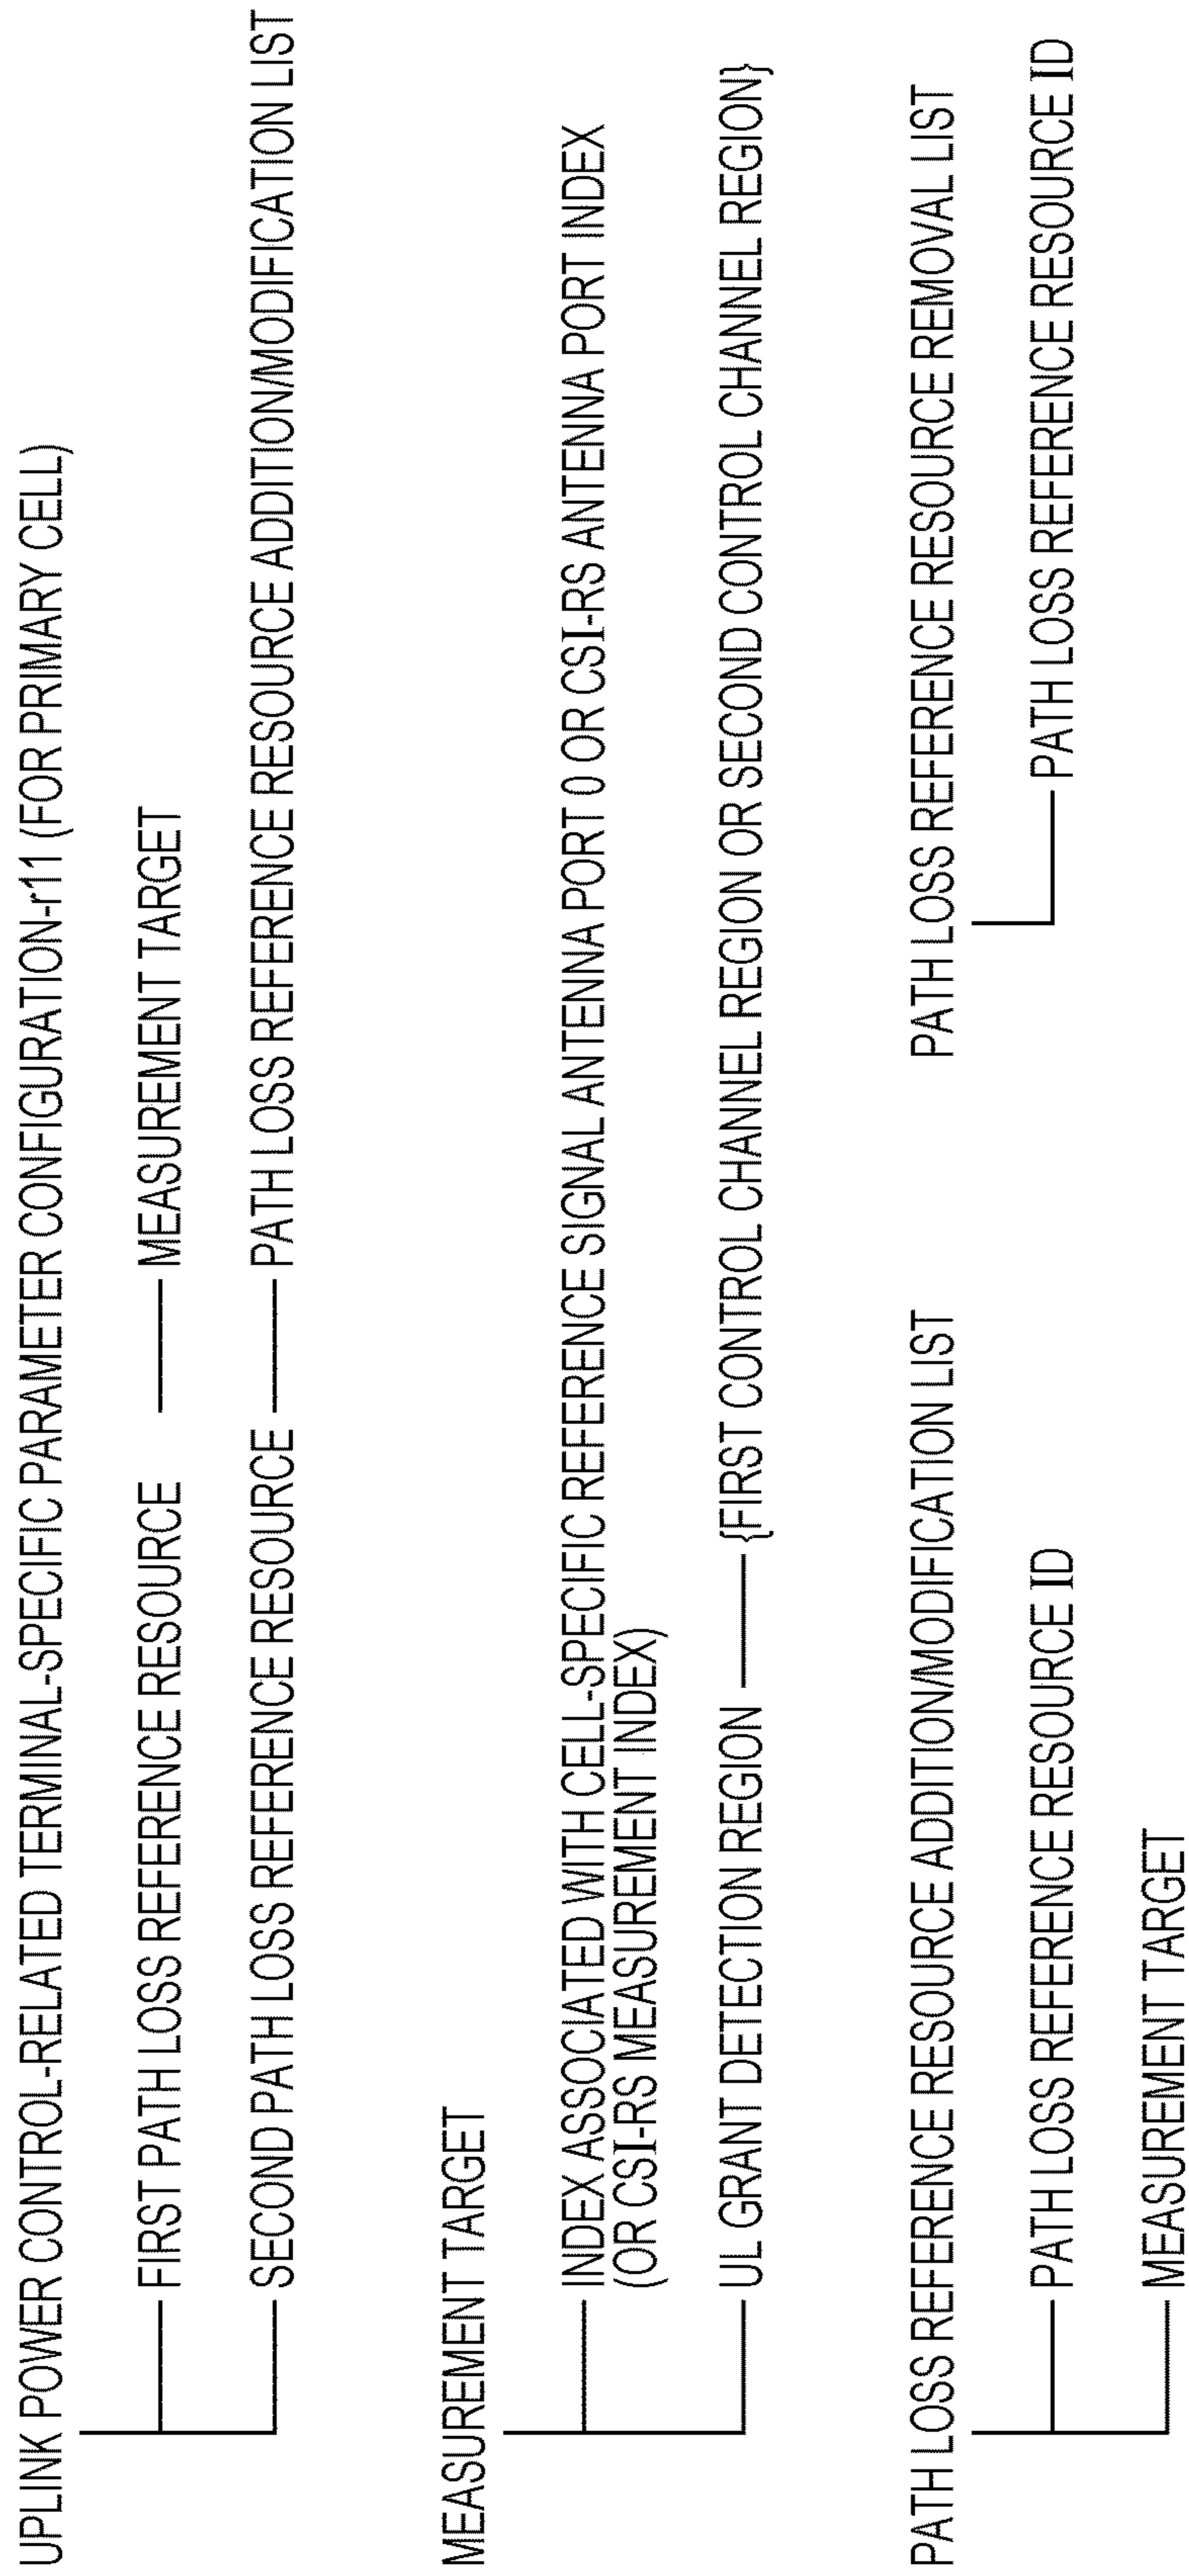 UPLINK POWER CONTROL-RELATED TERMINAL-SPECIFIC PARAMETER CONFIGURATION-r11 (FOR PRIMARY CELL)
FIRST PATH LOSS REFERENCE RESOURCE MEASUREMENT TARGET
SECOND PATH LOSS REFERENCE RESOURCE PATH LOSS REFERENCE RESOURCE ADDITION/MODIFICATION LIST
MEASUREMENT TARGET
INDEX ASSOCIATED WITH CELL-SPECIFIC REFERENCE SIGNAL ANTENNA PORT 0 OR CSI-RS ANTENNA PORT INDEX
(OR CSI-RS MEASUREMENT INDEX)
UL GRANT DETECTION REGION {FIRST CONTROL CHANNEL REGION OR SECOND CONTROL CHANNEL REGION}
PATH LOSS REFERENCE RESOURCE ADDITION/MODIFICATION LIST
PATH LOSS REFERENCE RESOURCE ID
MEASUREMENT TARGET
PATH LOSS REFERENCE RESOURCE REMOVAL LIST
PATH LOSS REFERENCE RESOURCE ID